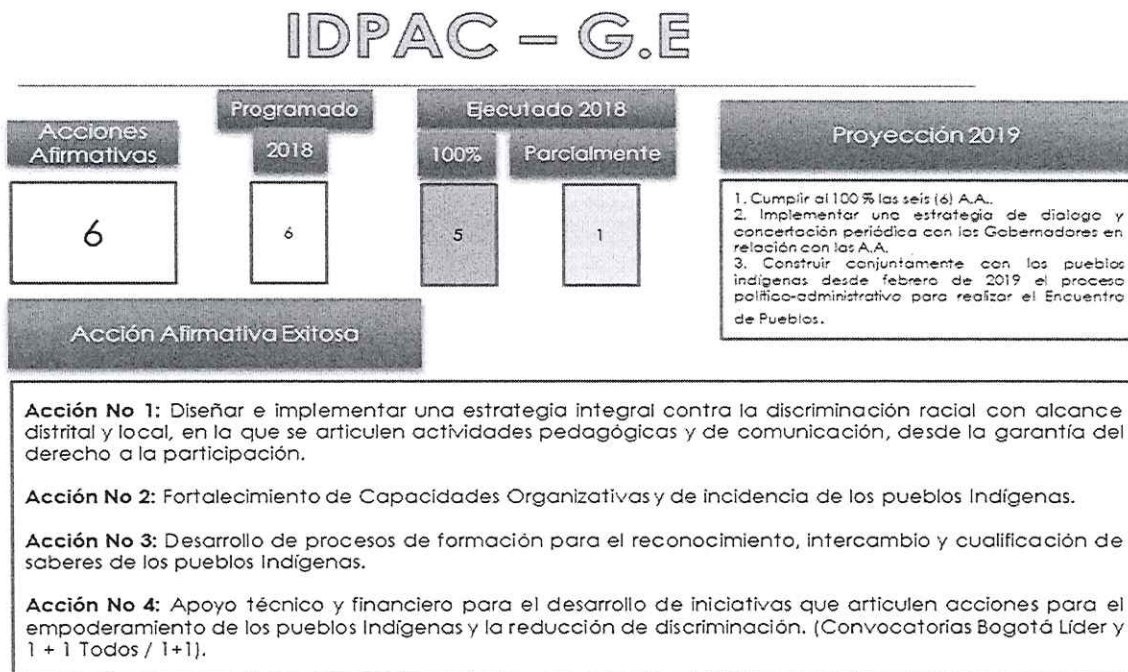 IDPAC – G.E
Acciones
Afirmativas
Programado
2018
Ejecutado 2018
100%
Parcialmente
Proyección 2019
6
6
5
1
1. Cumplir al 100 % las seis (6) A.A..
2. Implementar una estrategia de dialogo y
concertación periódica con los Gobernadores en
relación con las A.A.
3. Construir conjuntamente con los pueblos
indígenas desde febrero de 2019 el proceso
político-administrativo para realizar el Encuentro
de Pueblos.
Acción Afirmativa Exitosa
Acción No 1: Diseñar e implementar una estrategia integral contra la discriminación racial con alcance
distrital y local, en la que se articulen actividades pedagógicas y de comunicación, desde la garantía del
derecho a la participación.
Acción No 2: Fortalecimiento de Capacidades Organizativas y de incidencia de los pueblos Indígenas.
Acción No 3: Desarrollo de procesos de formación para el reconocimiento, intercambio y cualificación de
saberes de los pueblos Indígenas.
Acción No 4: Apoyo técnico y financiero para el desarrollo de iniciativas que articulen acciones para el
empoderamiento de los pueblos Indígenas y la reducción de discriminación. (Convocatorias Bogotá Líder y
1 + 1 Todos / 1+1).